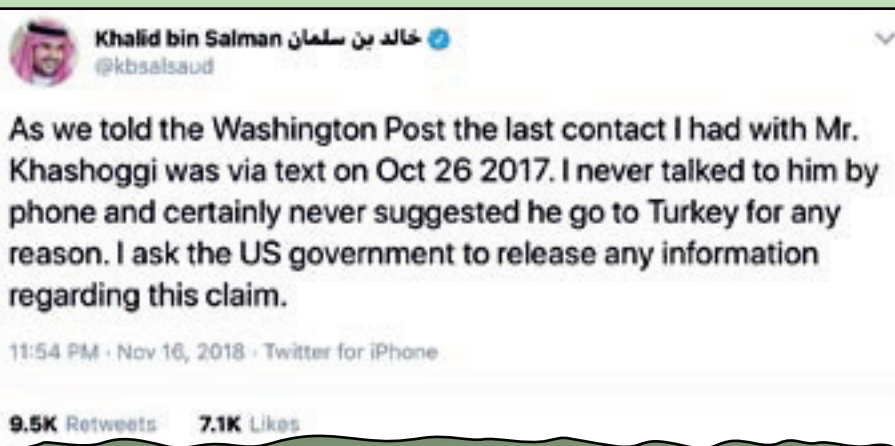 Khalid bin Salman خالد بن سلمان
@kbsalsaud
As we told the Washington Post the last contact I had with Mr.
Khashoggi was via text on Oct 26 2017. I never talked to him by
phone and certainly never suggested he go to Turkey for any
reason. I ask the US government to release any information
regarding this claim.
11:54 PM · Nov 16, 2018 · Twitter for iPhone
9.5K Retweets 7.1K Likes